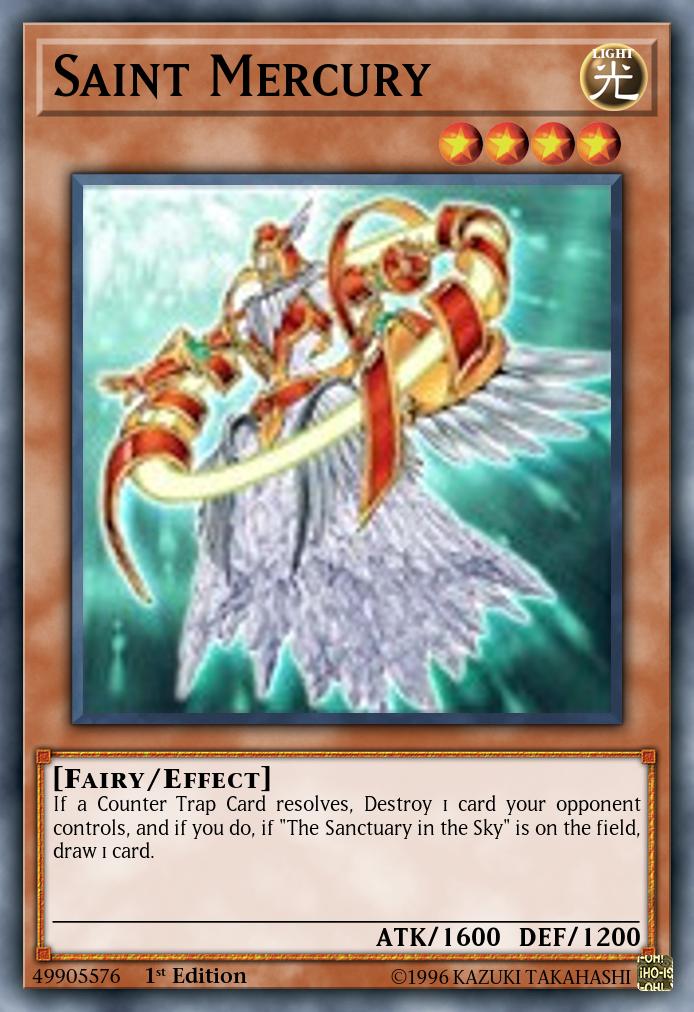 SAINT MERCURY
LIGHT
光
[FAIRY/EFFECT]
If a Counter Trap Card resolves, Destroy 1 card your opponent
controls, and if you do, if "The Sanctuary in the Sky" is on the field,
draw 1 card.
ATK/1600 DEF/1200
49905576 1st Edition ©1996 KAZUKI TAKAHASHI